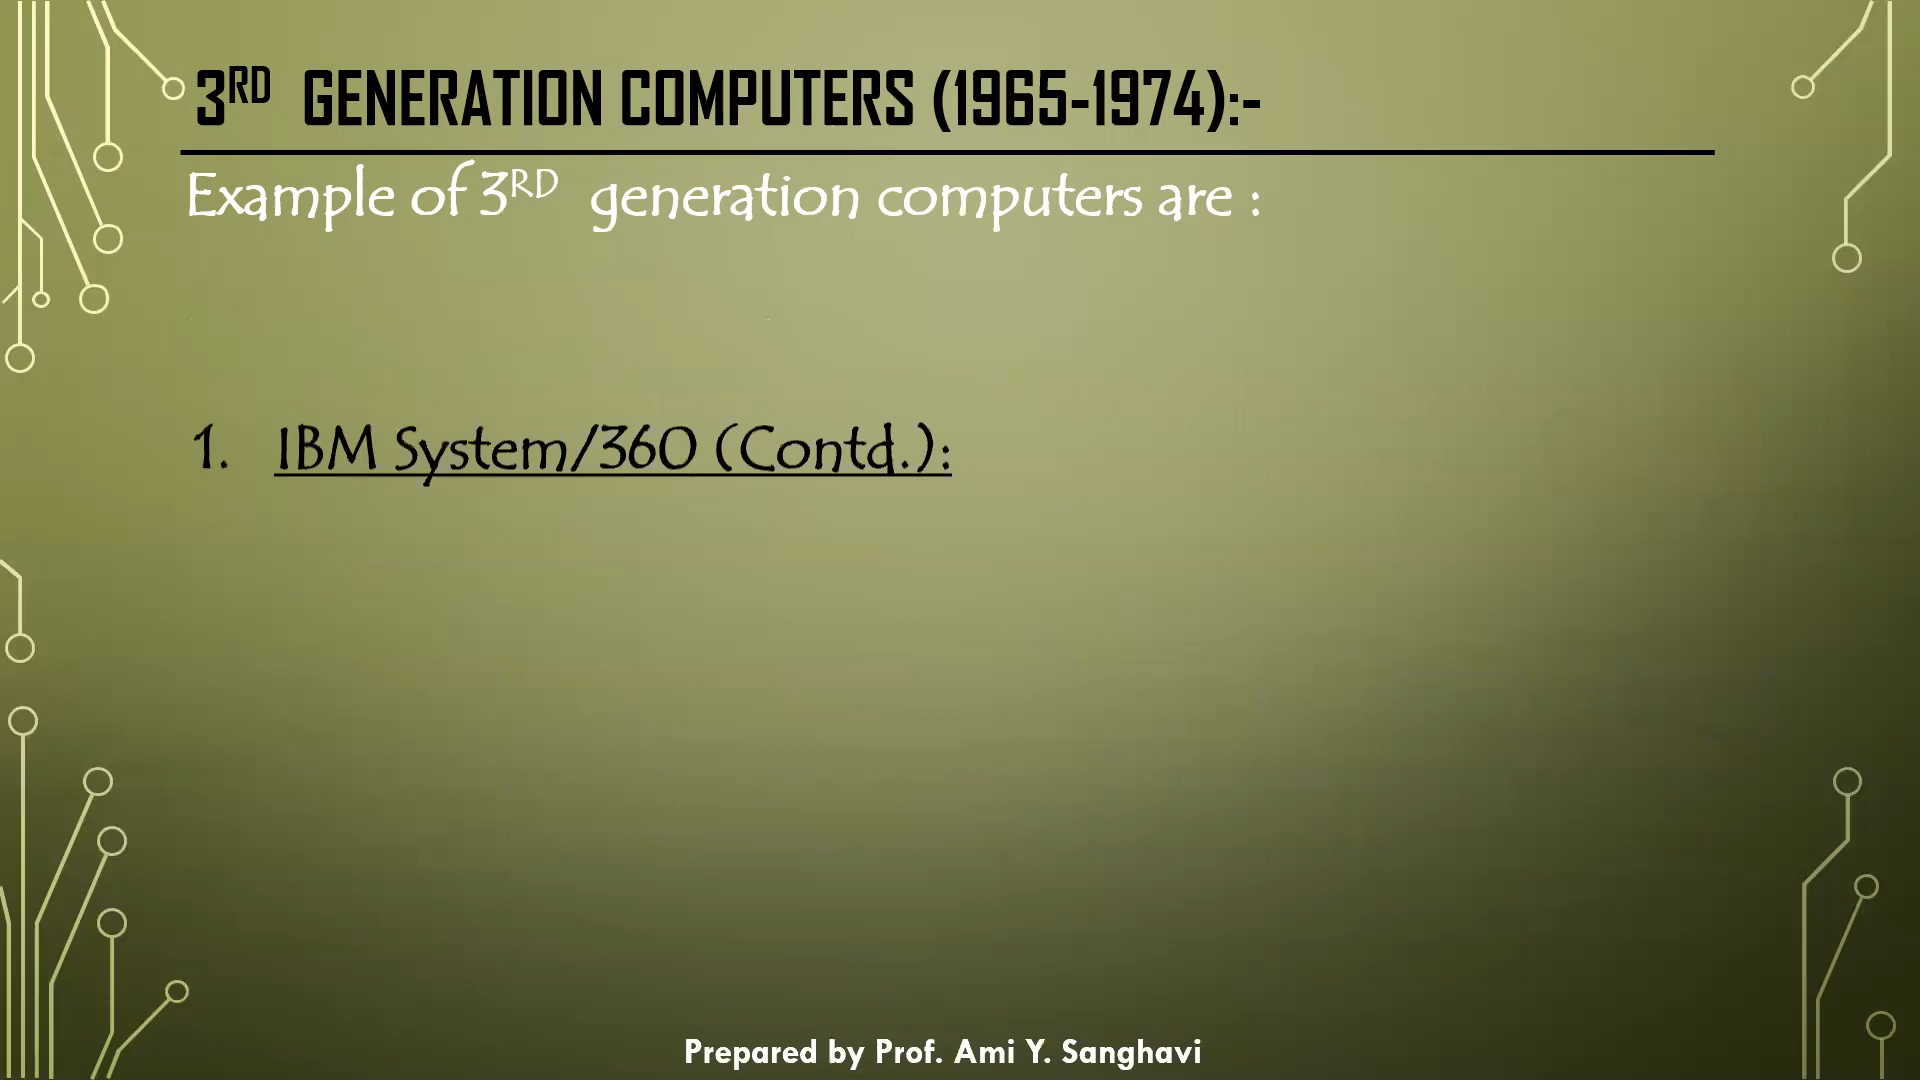 3RD GENERATION COMPUTERS (1965-1974):-
Example of 3RD generation computers are :
1. IBM System/360 (Contd.):
Prepared by Prof. Ami Y. Sanghavi